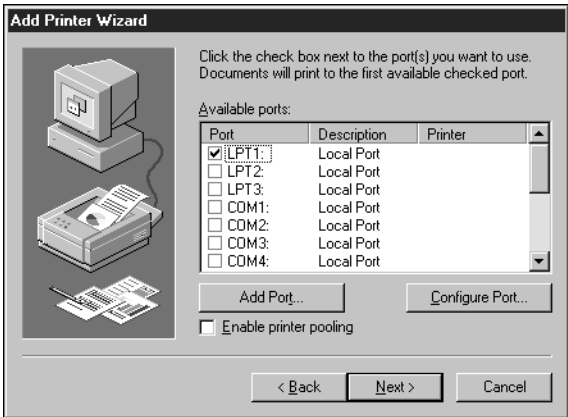 Add Printer Wizard
Click the check box next to the port(s) you want to use.
Documents will print to the first available checked port.
Available ports:
Port Description Printer
LPT1: Local Port
LPT2: Local Port
LPT3: Local Port
COM1: Local Port
COM2: Local Port
COM3: Local Port
COM4: Local Port
Add Port... Configure Port...
Enable printer pooling
< Back Next > Cancel